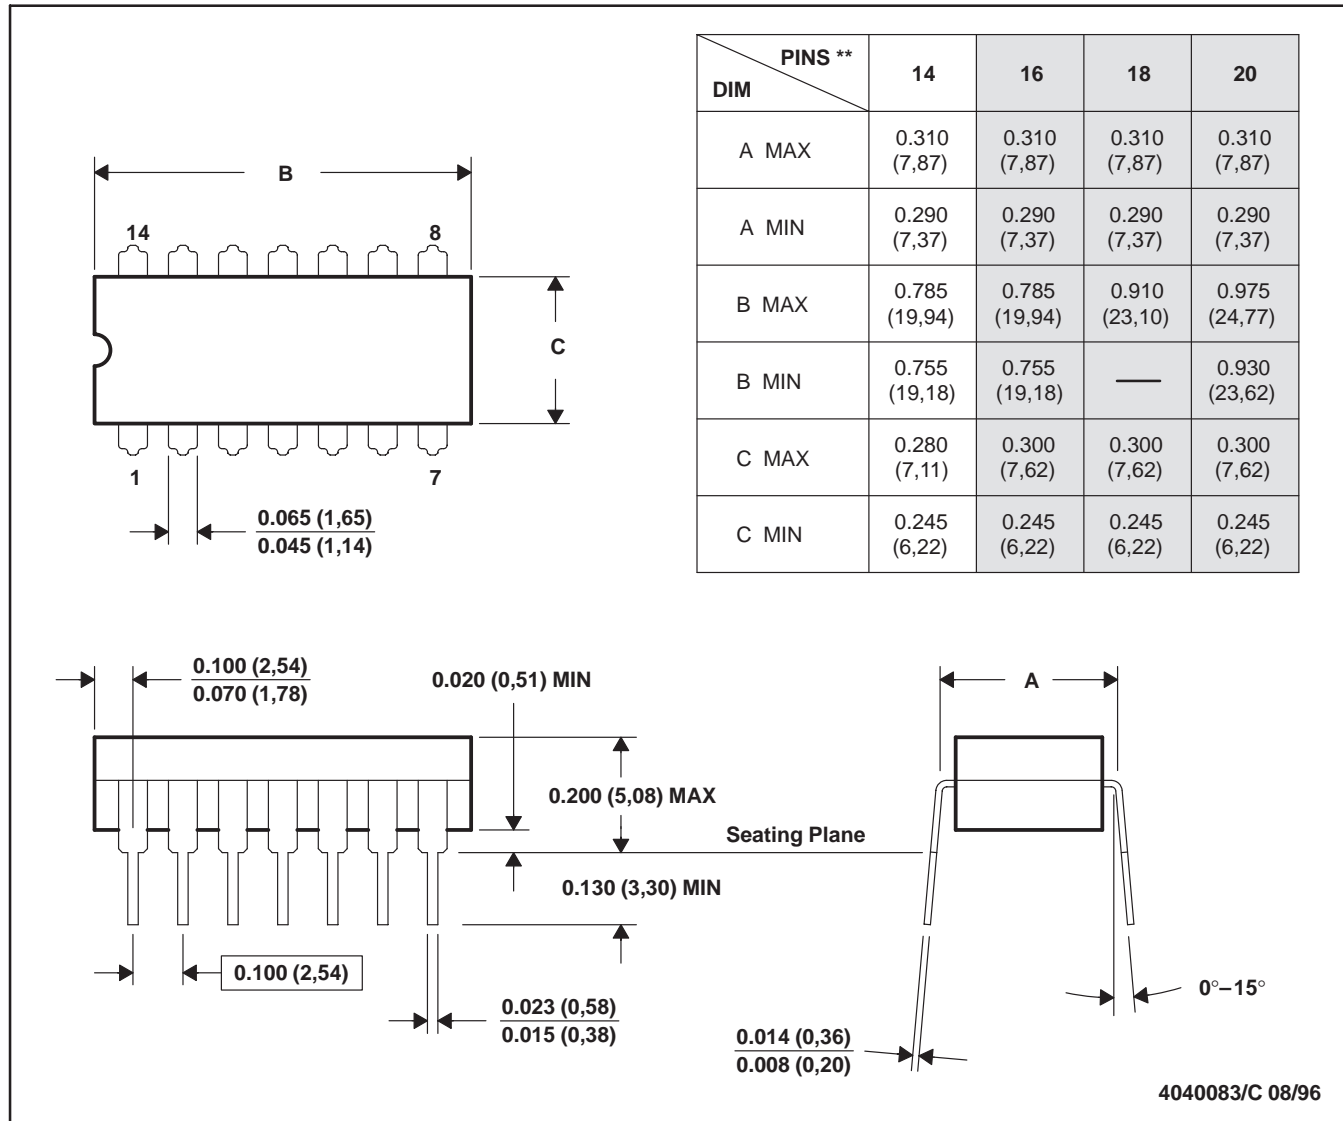 PINS **
DIM
14 16 18 20
A MAX
0.310 0.310 0.310 0.310
(7,87) (7,87) (7,87) (7,87)
A MIN
0.290 0.290 0.290 0.290
(7,37) (7,37) (7,37) (7,37)
B MAX
0.785 0.785 0.910 0.975
(19,94) (19,94) (23,10) (24,77)
B MIN
0.755 0.755 — 0.930
(19,18) (19,18) (23,62)
C MAX
0.280 0.300 0.300 0.300
(7,11) (7,62) (7,62) (7,62)
C MIN
0.245 0.245 0.245 0.245
(6,22) (6,22) (6,22) (6,22)
B
14 8
C
1 7
0.065 (1,65)
0.045 (1,14)
0.100 (2,54)
0.070 (1,78)
0.020 (0,51) MIN
A
0.200 (5,08) MAX
Seating Plane
0.130 (3,30) MIN
0.100 (2,54)
0.023 (0,58)
0.015 (0,38)
0°–15°
0.014 (0,36)
0.008 (0,20)
4040083/C 08/96